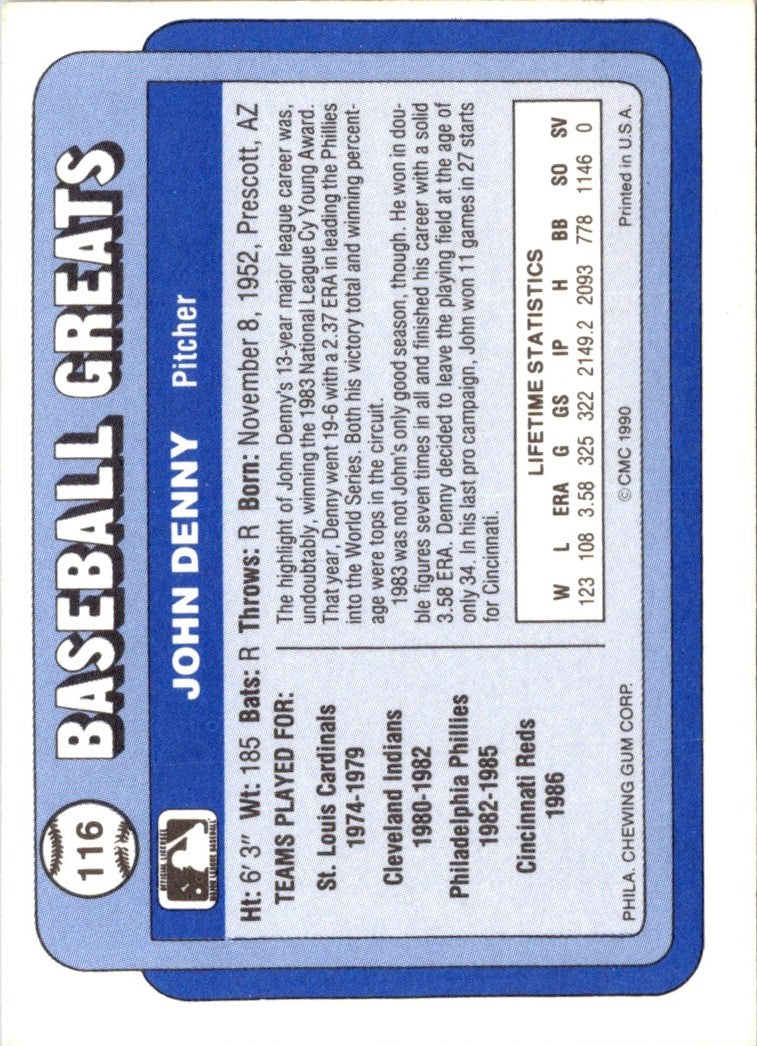 116
BASEBALL GREATS
JOHN DENNY Pitcher
Ht: 6' 3" Wt: 185 Bats: R Throws: R Born: November 8, 1952, Prescott, AZ
TEAMS PLAYED FOR:
St. Louis Cardinals
1974-1979
Cleveland Indians
1980-1982
Philadelphia Phillies
1982-1985
Cincinnati Reds
1986
The highlight of John Denny's 13-year major league career was,
undoubtably, winning the 1983 National League Cy Young Award.
That year, Denny went 19-6 with a 2.37 ERA in leading the Phillies
into the World Series. Both his victory total and winning percent-
age were tops in the circuit.
1983 was not John's only good season, though. He won in dou-
ble figures seven times in all and finished his career with a solid
3.58 ERA. Denny decided to leave the playing field at the age of
only 34. In his last pro campaign, John won 11 games in 27 starts
for Cincinnati.
LIFETIME STATISTICS
W L ERA G GS IP H BB SO SV
123 108 3.58 325 322 2149.2 2093 778 1146 0
PHILA. CHEWING GUM CORP. © CMC 1990 Printed in U.S.A.